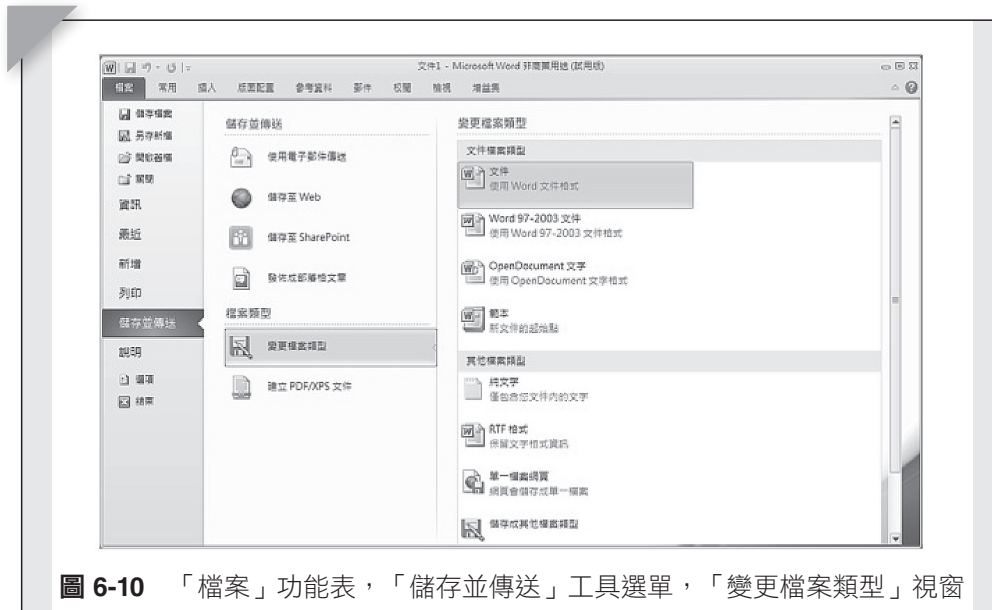 文件1 - Microsoft Word 非商業用途 (試用版)
檔案 常用 插入 版面配置 參考資料 郵件 校閱 檢視 增益集
儲存檔案
另存新檔
開啟舊檔
關閉
資訊
最近
新增
列印
儲存並傳送
說明
選項
結束
儲存並傳送
使用電子郵件傳送
儲存至 Web
儲存至 SharePoint
發佈成部落格文章
檔案類型
變更檔案類型
建立 PDF/XPS 文件
變更檔案類型
文件檔案類型
文件
使用 Word 文件格式
Word 97-2003 文件
使用 Word 97-2003 文件格式
OpenDocument 文字
使用 OpenDocument 文字格式
範本
新文件的起始點
其他檔案類型
純文字
僅包含您文件內的文字
RTF 格式
保留文字格式資訊
單一檔案網頁
網頁會儲存成單一檔案
儲存成其他檔案類型
圖 6-10 「檔案」功能表，「儲存並傳送」工具選單，「變更檔案類型」視窗